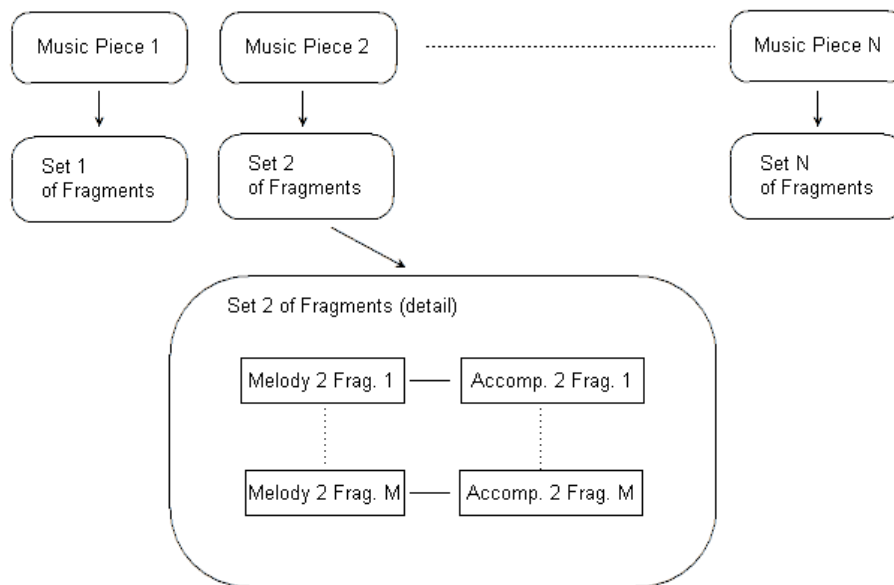 Music Piece 1
Music Piece 2
Music Piece N
Set 1
of Fragments
Set 2
of Fragments
Set N
of Fragments
Set 2 of Fragments (detail)
Melody 2 Frag. 1
Accomp. 2 Frag. 1
Melody 2 Frag. M
Accomp. 2 Frag. M